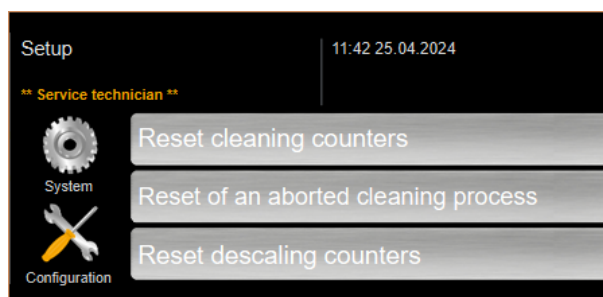 Setup
11:42 25.04.2024
** Service technician **
System
Configuration
Reset cleaning counters
Reset of an aborted cleaning process
Reset descaling counters